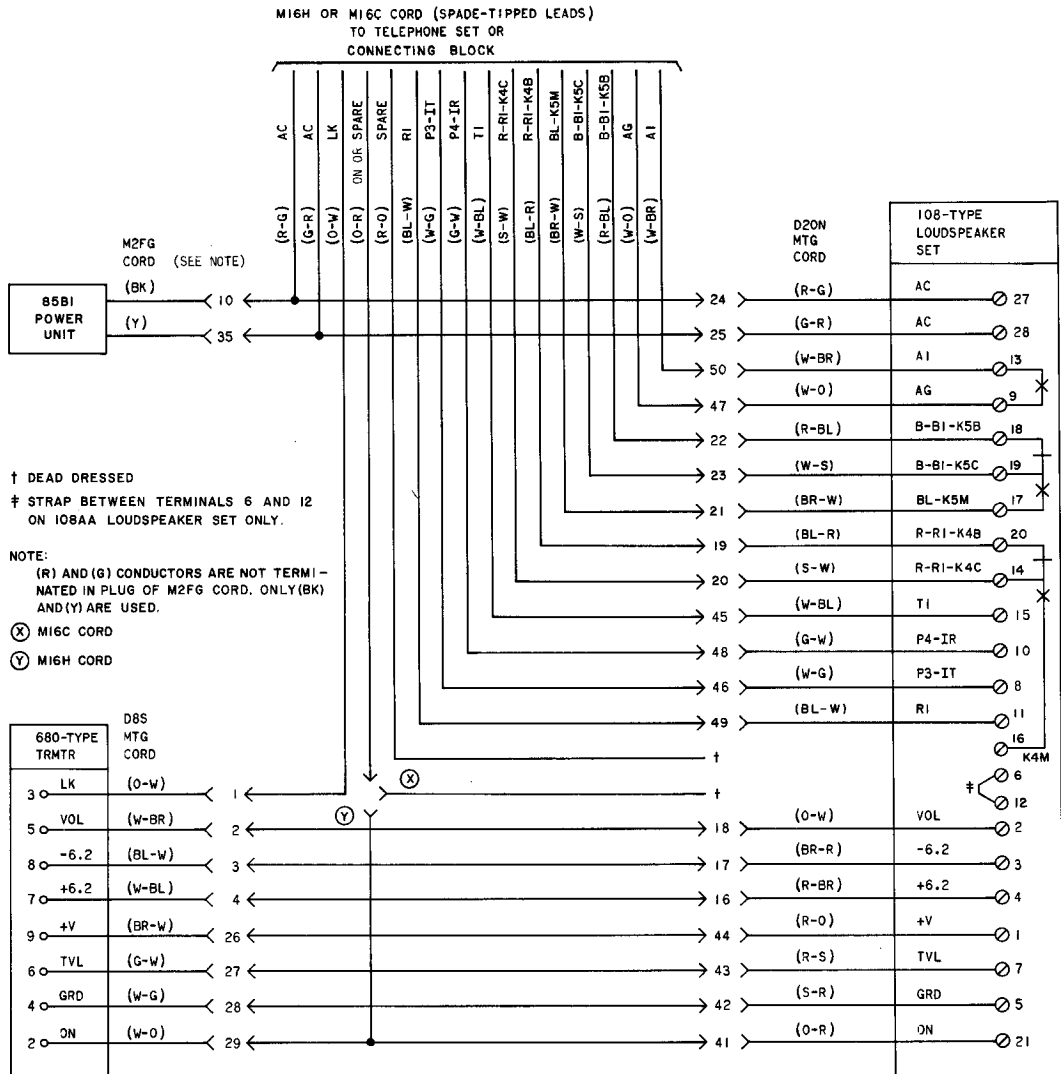 M16H OR M16C CORD (SPADE-TIPPED LEADS)
TO TELEPHONE SET OR
CONNECTING BLOCK
AC
AC
LK
ON OR SPARE
SPARE
R1
P3-IT
P4-IR
T1
R-R1-K4C
R-R1-K4B
BL-K5M
B-B1-K5C
B-B1-K5B
AG
A1
(R-G)
(G-R)
(O-W)
(O-R)
(R-O)
(BL-W)
(W-G)
(G-W)
(W-BL)
(S-W)
(BL-R)
(BR-W)
(W-S)
(R-BL)
(W-O)
(W-BR)
M2FG
CORD (SEE NOTE)
D20N
MTG
CORD
108-TYPE
LOUDSPEAKER
SET
85B1
POWER
UNIT
(BK) 10 24 (R-G) AC 27
(Y) 35 25 (G-R) AC 28
50 (W-BR) A1 13
47 (W-O) AG 9
22 (R-BL) B-B1-K5B 18
23 (W-S) B-B1-K5C 19
21 (BR-W) BL-K5M 17
19 (BL-R) R-R1-K4B 20
20 (S-W) R-R1-K4C 14
45 (W-BL) T1 15
48 (G-W) P4-IR 10
46 (W-G) P3-IT 8
49 (BL-W) R1 11
† 16
K4M
† DEAD DRESSED
‡ STRAP BETWEEN TERMINALS 6 AND 12
ON 108AA LOUDSPEAKER SET ONLY.
NOTE:
(R) AND (G) CONDUCTORS ARE NOT TERMI-
NATED IN PLUG OF M2FG CORD. ONLY (BK)
AND (Y) ARE USED.
X M16C CORD
Y M16H CORD
680-TYPE
TRMTR
D8S
MTG
CORD
X † ‡ 6
12
Y
3 LK (O-W) 1
5 VOL (W-BR) 2 18 (O-W) VOL 2
8 -6.2 (BL-W) 3 17 (BR-R) -6.2 3
7 +6.2 (W-BL) 4 16 (R-BR) +6.2 4
9 +V (BR-W) 26 44 (R-O) +V 1
6 TVL (G-W) 27 43 (R-S) TVL 7
4 GRD (W-G) 28 42 (S-R) GRD 5
2 ON (W-O) 29 41 (O-R) ON 21